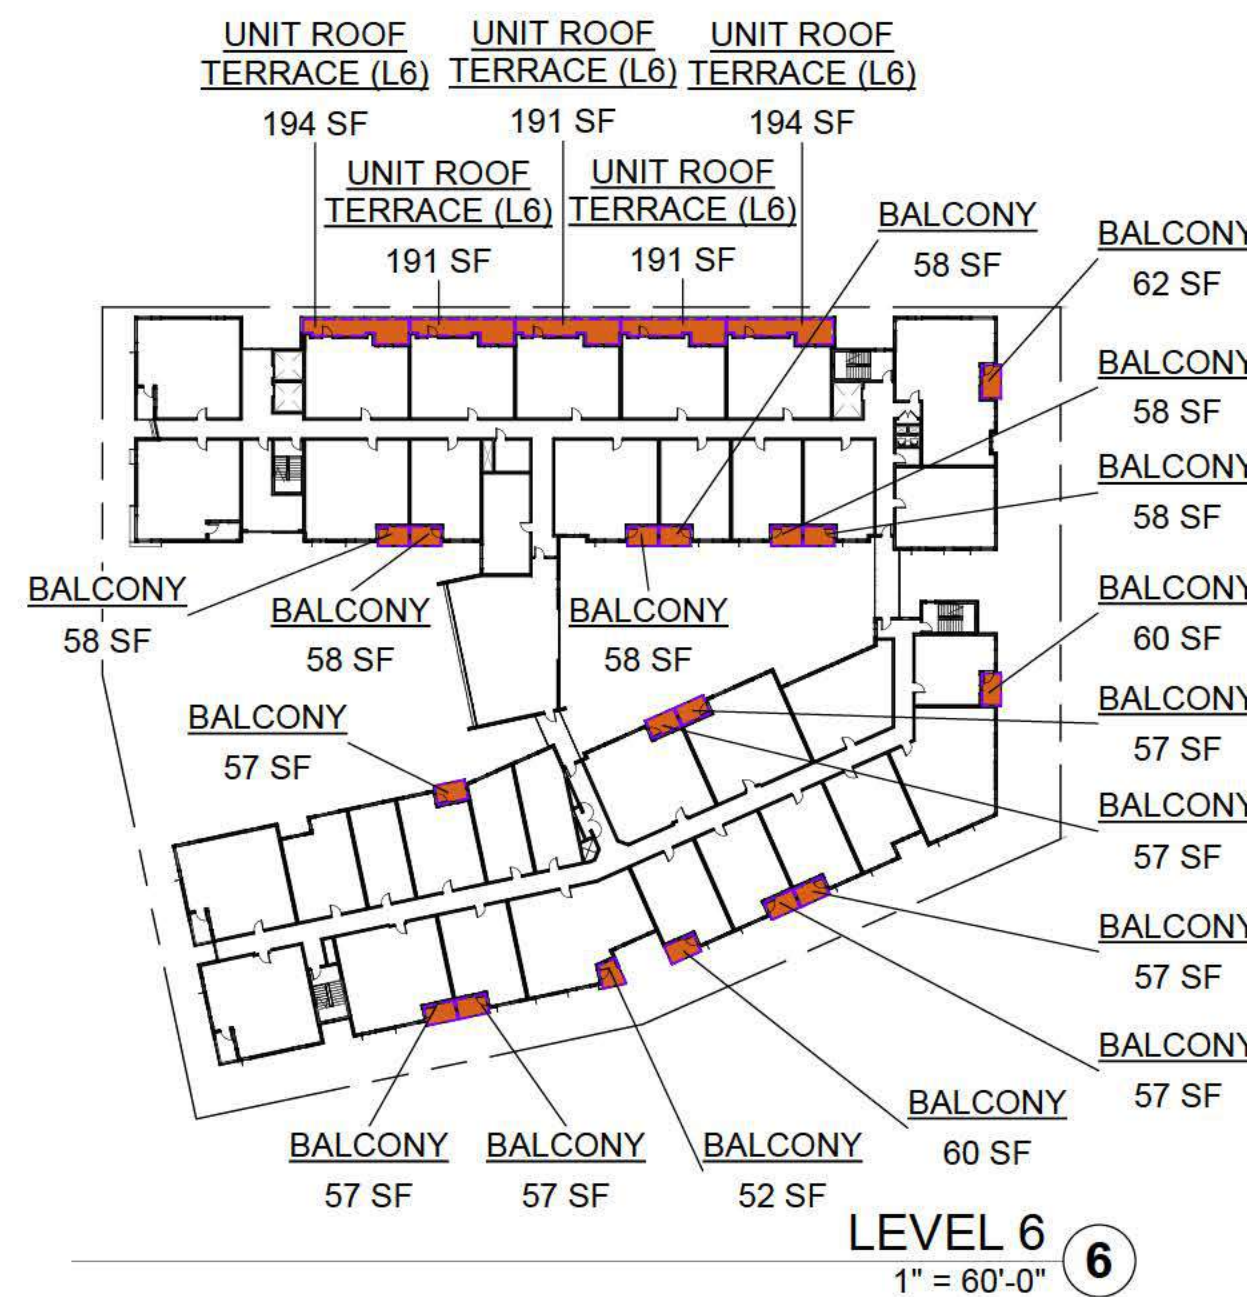 UNIT ROOF
TERRACE (L6)
194 SF
UNIT ROOF
TERRACE (L6)
191 SF
UNIT ROOF
TERRACE (L6)
194 SF
UNIT ROOF
TERRACE (L6)
191 SF
UNIT ROOF
TERRACE (L6)
191 SF
BALCONY
58 SF
BALCONY
62 SF
BALCONY
58 SF
BALCONY
58 SF
BALCONY
58 SF
BALCONY
58 SF
BALCONY
58 SF
BALCONY
60 SF
BALCONY
57 SF
BALCONY
57 SF
BALCONY
57 SF
BALCONY
57 SF
BALCONY
57 SF
BALCONY
57 SF
BALCONY
57 SF
BALCONY
52 SF
BALCONY
60 SF
LEVEL 6
1" = 60'-0"
6